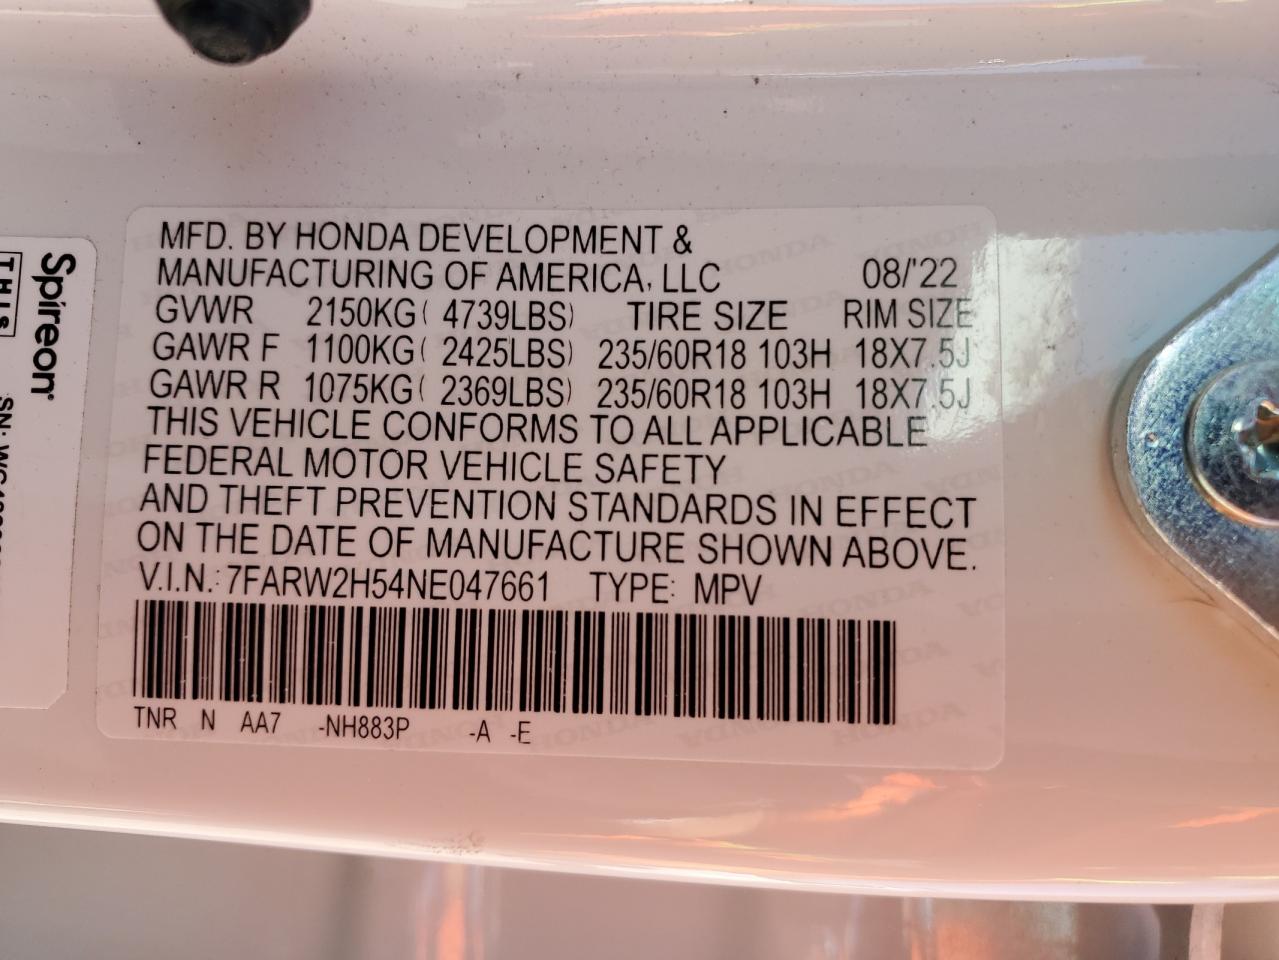 MFD. BY HONDA DEVELOPMENT &
MANUFACTURING OF AMERICA, LLC 08/'22
GVWR 2150KG( 4739LBS) TIRE SIZE RIM SIZE
GAWR F 1100KG( 2425LBS) 235/60R18 103H 18X7.5J
GAWR R 1075KG( 2369LBS) 235/60R18 103H 18X7.5J
THIS VEHICLE CONFORMS TO ALL APPLICABLE
FEDERAL MOTOR VEHICLE SAFETY
AND THEFT PREVENTION STANDARDS IN EFFECT
ON THE DATE OF MANUFACTURE SHOWN ABOVE.
V.I.N.: 7FARW2H54NE047661 TYPE: MPV
TNR N AA7 -NH883P -A -E
Spireon
THIS
SN: